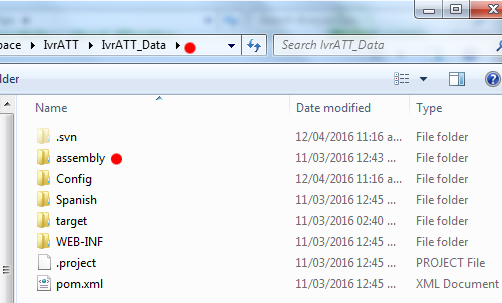 pace IvrATT IvrATT_Data Search IvrATT_Data
lder
Name Date modified Type
.svn 12/04/2016 11:16 a... File folder
assembly 11/03/2016 12:43 ... File folder
Config 12/04/2016 11:16 a... File folder
Spanish 11/03/2016 12:45 ... File folder
target 11/03/2016 02:40 ... File folder
WEB-INF 11/03/2016 12:45 ... File folder
.project 11/03/2016 12:45 ... PROJECT File
pom.xml 11/03/2016 12:45 ... XML Document